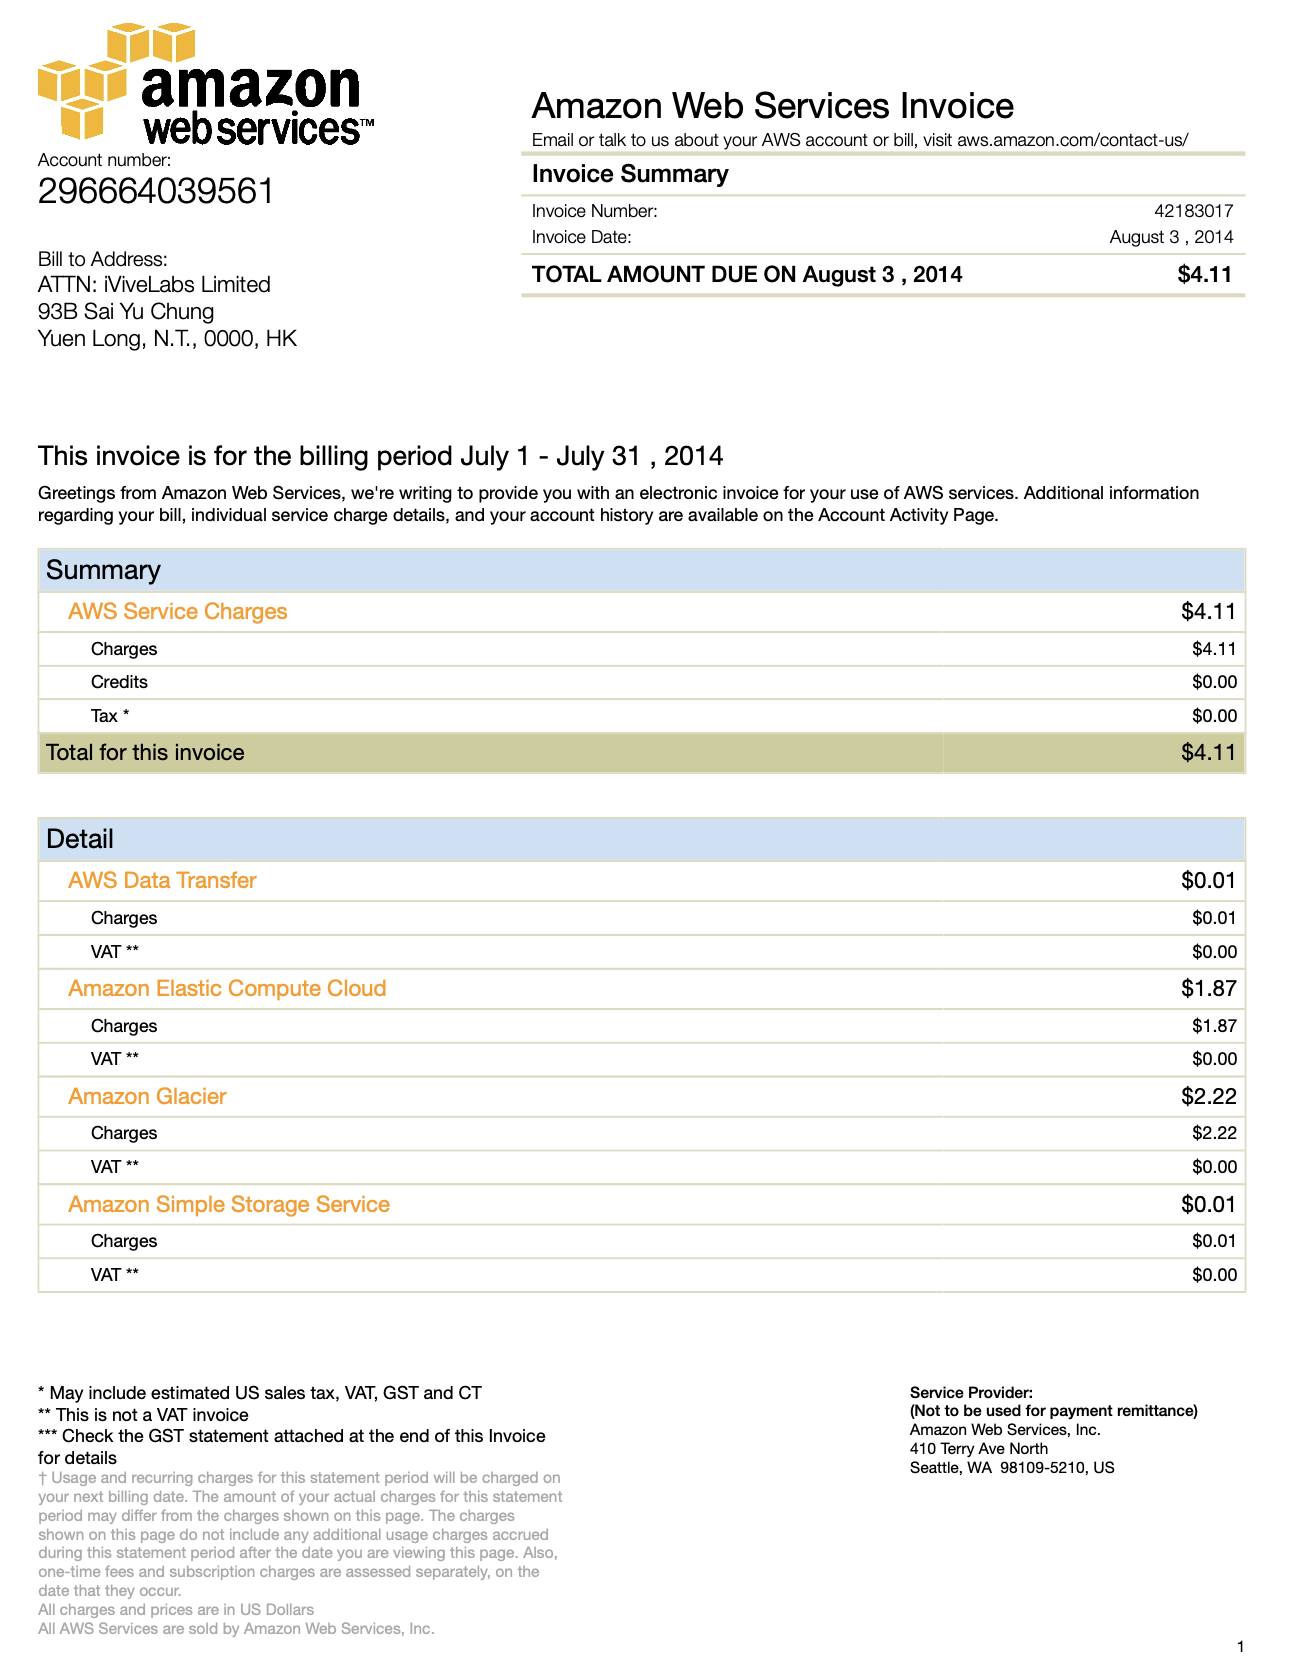 amazon
web services™
Account number:
296664039561
Bill to Address:
ATTN: iViveLabs Limited
93B Sai Yu Chung
Yuen Long, N.T., 0000, HK
Amazon Web Services Invoice
Email or talk to us about your AWS account or bill, visit aws.amazon.com/contact-us/
Invoice Summary
Invoice Number: 42183017
Invoice Date: August 3 , 2014
TOTAL AMOUNT DUE ON August 3 , 2014 $4.11
This invoice is for the billing period July 1 - July 31 , 2014
Greetings from Amazon Web Services, we're writing to provide you with an electronic invoice for your use of AWS services. Additional information
regarding your bill, individual service charge details, and your account history are available on the Account Activity Page.
Summary
AWS Service Charges $4.11
Charges $4.11
Credits $0.00
Tax * $0.00
Total for this invoice $4.11
Detail
AWS Data Transfer $0.01
Charges $0.01
VAT ** $0.00
Amazon Elastic Compute Cloud $1.87
Charges $1.87
VAT ** $0.00
Amazon Glacier $2.22
Charges $2.22
VAT ** $0.00
Amazon Simple Storage Service $0.01
Charges $0.01
VAT ** $0.00
* May include estimated US sales tax, VAT, GST and CT
** This is not a VAT invoice
*** Check the GST statement attached at the end of this Invoice
for details
† Usage and recurring charges for this statement period will be charged on
your next billing date. The amount of your actual charges for this statement
period may differ from the charges shown on this page. The charges
shown on this page do not include any additional usage charges accrued
during this statement period after the date you are viewing this page. Also,
one-time fees and subscription charges are assessed separately, on the
date that they occur.
All charges and prices are in US Dollars
All AWS Services are sold by Amazon Web Services, Inc.
Service Provider:
(Not to be used for payment remittance)
Amazon Web Services, Inc.
410 Terry Ave North
Seattle, WA  98109-5210, US
1